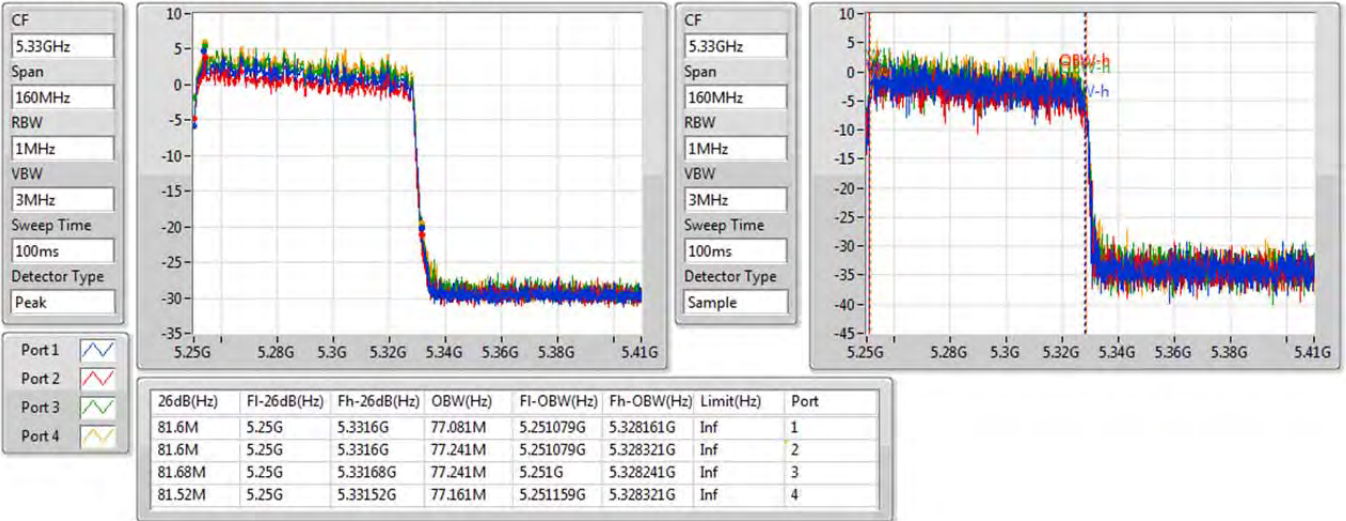 CF
5.33GHz
Span
160MHz
RBW
1MHz
VBW
3MHz
Sweep Time
100ms
Detector Type
Peak
10
5
0
-5
-10
-15
-20
-25
-30
-35
5.25G 5.28G 5.3G 5.32G 5.34G 5.36G 5.38G 5.41G
CF
5.33GHz
Span
160MHz
RBW
1MHz
VBW
3MHz
Sweep Time
100ms
Detector Type
Sample
10
5
0
-5
-10
-15
-20
-25
-30
-35
-40
-45
OBW-h
5.25G 5.28G 5.3G 5.32G 5.34G 5.36G 5.38G 5.41G
Port 1
Port 2
Port 3
Port 4
26dB(Hz) Fl-26dB(Hz) Fh-26dB(Hz) OBW(Hz) Fl-OBW(Hz) Fh-OBW(Hz) Limit(Hz) Port
81.6M 5.25G 5.3316G 77.081M 5.251079G 5.328161G Inf 1
81.6M 5.25G 5.3316G 77.241M 5.251079G 5.328321G Inf 2
81.68M 5.25G 5.33168G 77.241M 5.251G 5.328241G Inf 3
81.52M 5.25G 5.33152G 77.161M 5.251159G 5.328321G Inf 4